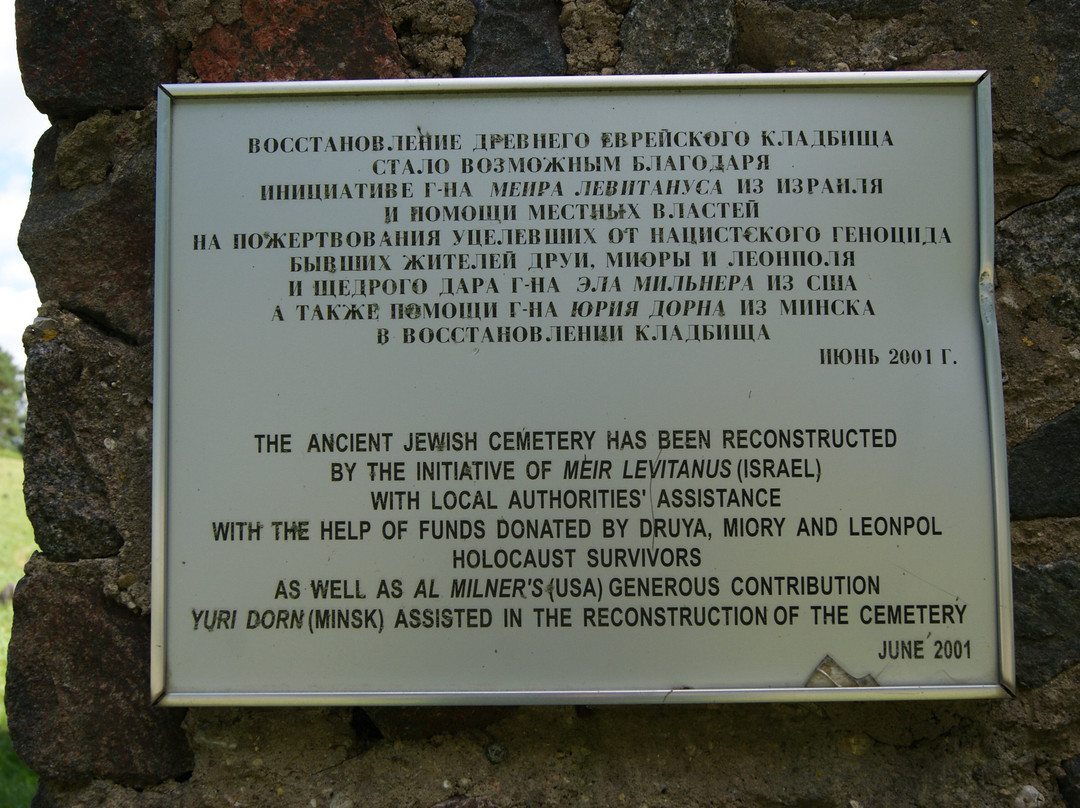 ВОССТАНОВЛЕНИЕ ДРЕВНЕГО ЕВРЕЙСКОГО КЛАДБИЩА
СТАЛО ВОЗМОЖНЫМ БЛАГОДАРЯ
ИНИЦИАТИВЕ Г-НА МЕИРА ЛЕВИТАНУСА ИЗ ИЗРАИЛЯ
И ПОМОЩИ МЕСТНЫХ ВЛАСТЕЙ
НА ПОЖЕРТВОВАНИЯ УЦЕЛЕВШИХ ОТ НАЦИСТСКОГО ГЕНОЦИДА
БЫВШИХ ЖИТЕЛЕЙ ДРУИ, МИОРЫ И ЛЕОНПОЛЯ
И ЩЕДРОГО ДАРА Г-НА ЭЛА МИЛЬНЕРА ИЗ США
А ТАКЖЕ ПОМОЩИ Г-НА ЮРИЯ ДОРНА ИЗ МИНСКА
В ВОССТАНОВЛЕНИИ КЛАДБИЩА
ИЮНЬ 2001 Г.
THE ANCIENT JEWISH CEMETERY HAS BEEN RECONSTRUCTED
BY THE INITIATIVE OF MEIR LEVITANUS (ISRAEL)
WITH LOCAL AUTHORITIES' ASSISTANCE
WITH THE HELP OF FUNDS DONATED BY DRUYA, MIORY AND LEONPOL
HOLOCAUST SURVIVORS
AS WELL AS AL MILNER'S (USA) GENEROUS CONTRIBUTION
YURI DORN (MINSK) ASSISTED IN THE RECONSTRUCTION OF THE CEMETERY
JUNE 2001